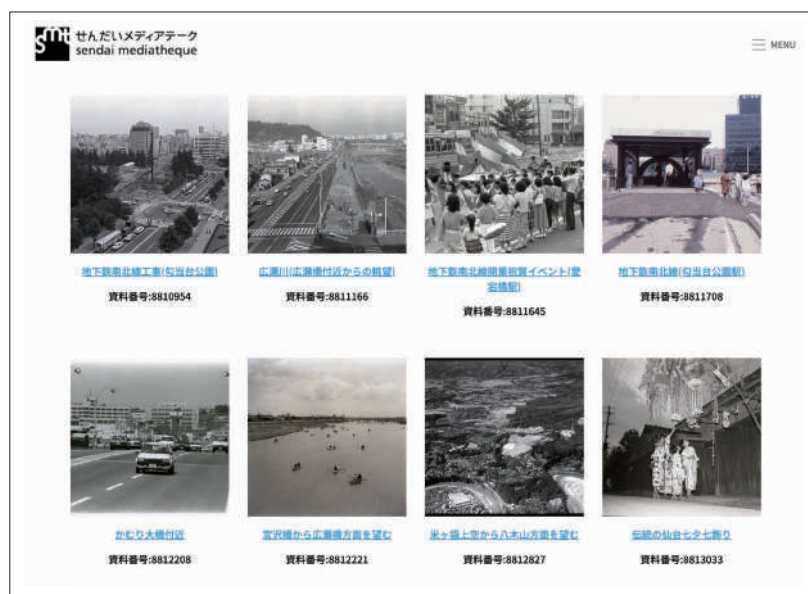 smt せんだいメディアテーク
sendai mediatheque
MENU
地下鉄南北線工事(勾当台公園)
資料番号:8810954
広瀬川(広瀬橋付近からの眺望)
資料番号:8811166
地下鉄南北線開業祝賀イベント(愛
宕橋駅)
資料番号:8811645
地下鉄南北線(勾当台公園駅)
資料番号:8811708
かむり大橋付近
資料番号:8812208
宮沢橋から広瀬橋方面を望む
資料番号:8812221
米ヶ袋上空から八木山方面を望む
資料番号:8812827
伝統の仙台七夕七飾り
資料番号:8813033